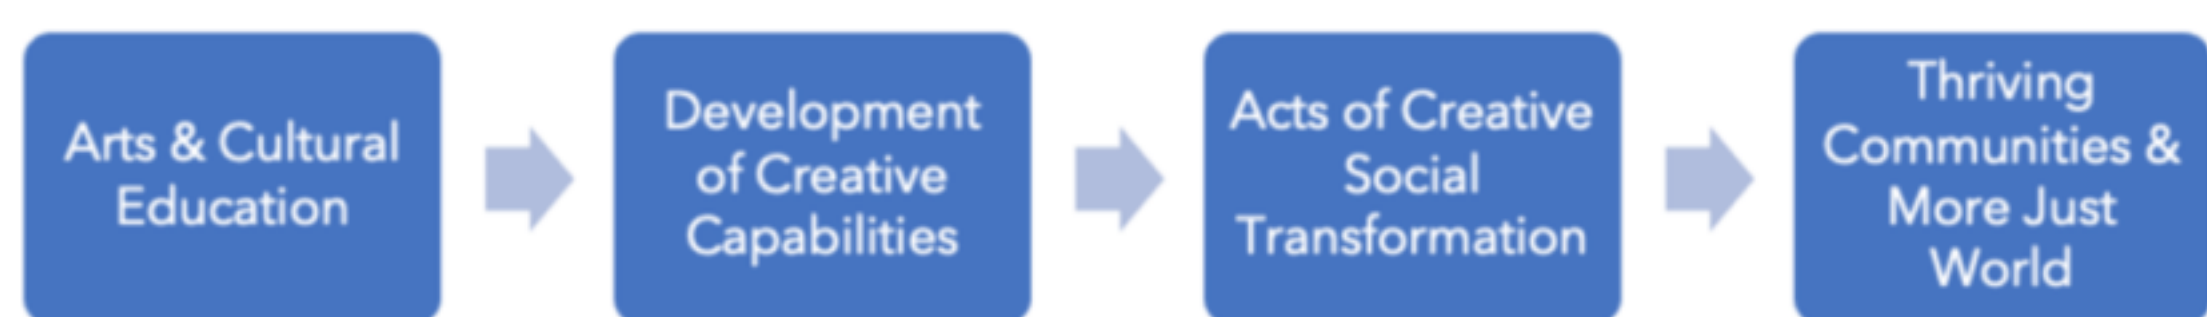 Arts & Cultural
Education
Development
of Creative
Capabilities
Acts of Creative
Social
Transformation
Thriving
Communities &
More Just
World